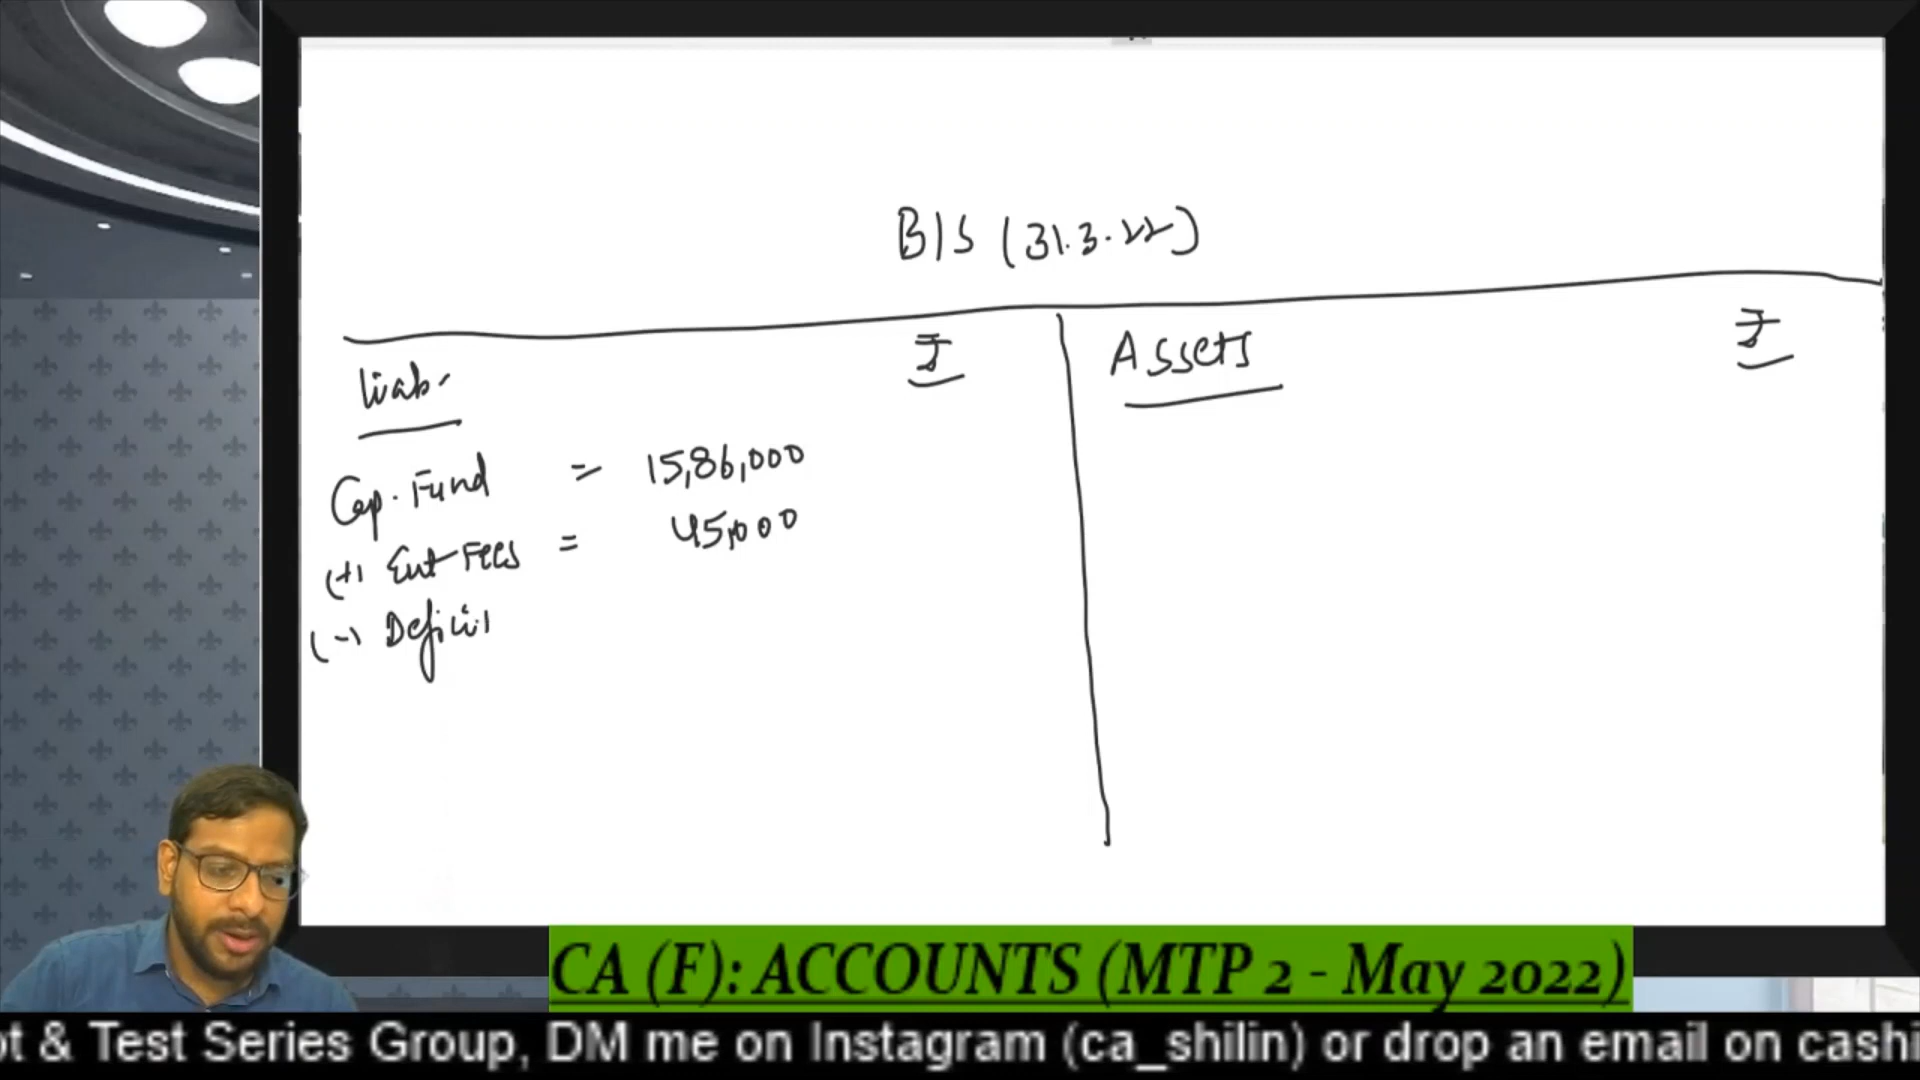 B/S (31.3.22)
Liab. ₹ Assets ₹
Cap. Fund = 15,86,000
(+) Ent Fees = 45,000
(-) Deficit
CA (F): ACCOUNTS (MTP 2 - May 2022)
& Test Series Group, DM me on Instagram (ca_shilin) or drop an email on cashi